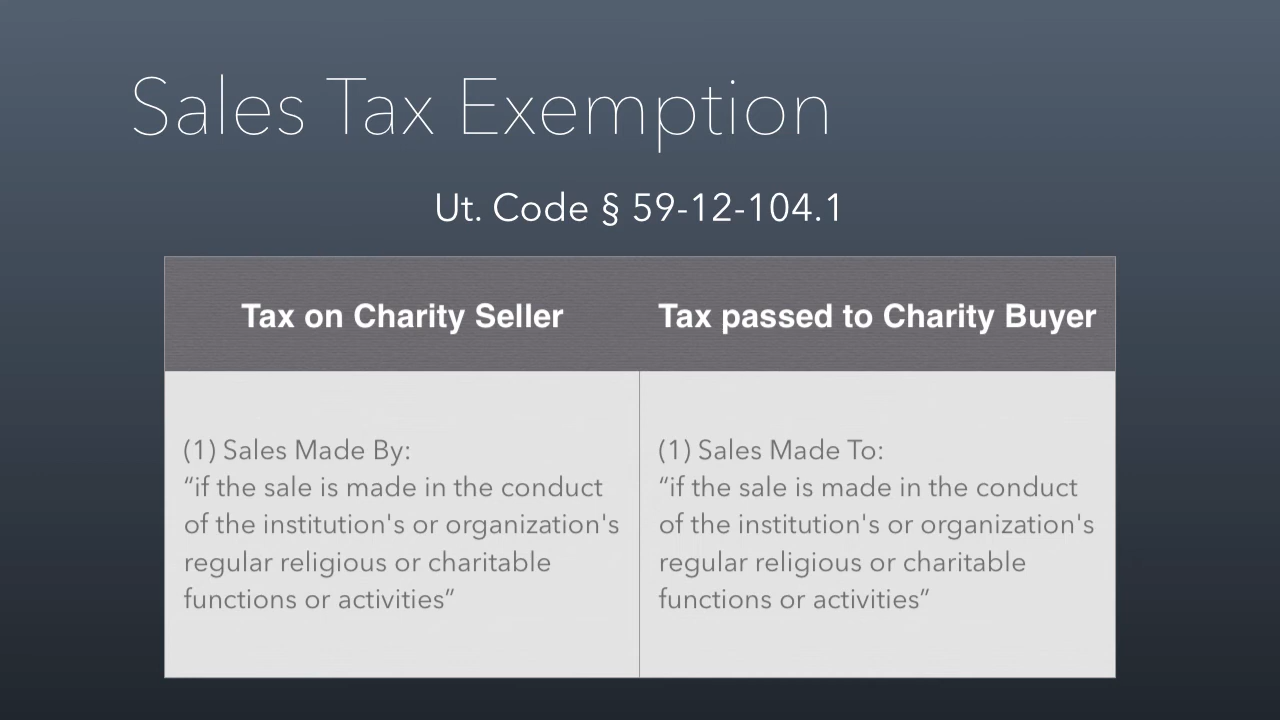 Sales Tax Exemption
Ut. Code § 59-12-104.1
Tax on Charity Seller
Tax passed to Charity Buyer
(1) Sales Made By:
“if the sale is made in the conduct
of the institution's or organization's
regular religious or charitable
functions or activities”
(1) Sales Made To:
“if the sale is made in the conduct
of the institution's or organization's
regular religious or charitable
functions or activities”